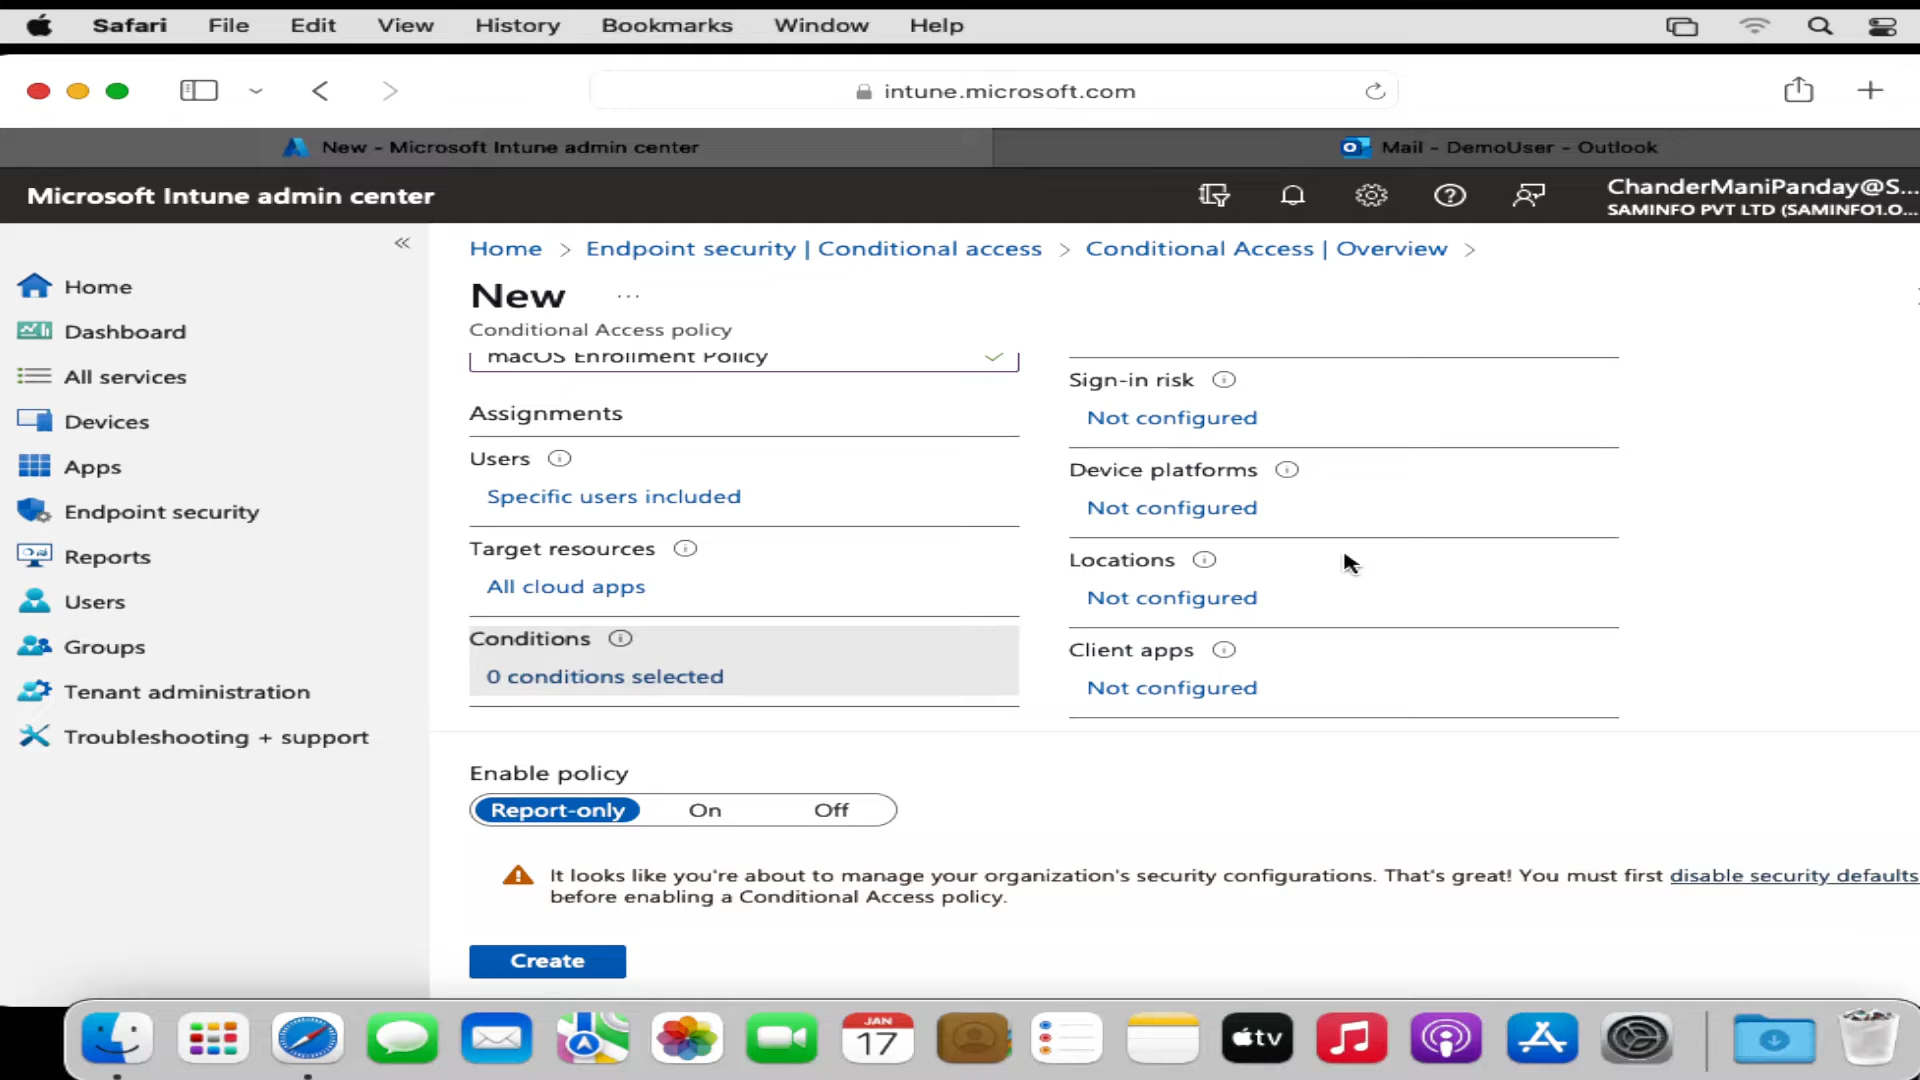 Safari File Edit View History Bookmarks Window Help
intune.microsoft.com
New - Microsoft Intune admin center
Mail - DemoUser - Outlook
Microsoft Intune admin center
ChanderManiPanday@S...
SAMINFO PVT LTD (SAMINFO1.O...
Home > Endpoint security | Conditional access > Conditional Access | Overview >
New ...
Conditional Access policy
Home
Dashboard
All services
Devices
Apps
Endpoint security
Reports
Users
Groups
Tenant administration
Troubleshooting + support
macOS Enrollment Policy
Assignments
Users
Specific users included
Target resources
All cloud apps
Conditions
0 conditions selected
Sign-in risk
Not configured
Device platforms
Not configured
Locations
Not configured
Client apps
Not configured
Enable policy
Report-only On Off
It looks like you're about to manage your organization's security configurations. That's great! You must first disable security defaults
before enabling a Conditional Access policy.
Create
JAN
17
tv